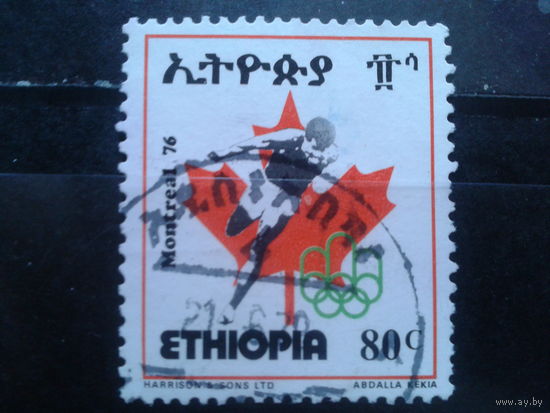 ኢትዮጵያ ፹ ሳ
Montreal 76
ETHIOPIA 80c
HARRISON & SONS LTD ABDALLA KEKIA
www.ay.by